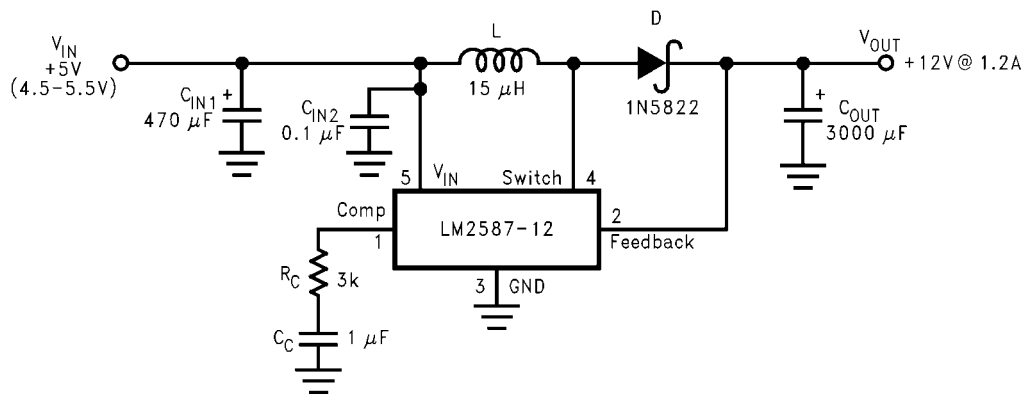 V_IN
+5V
(4.5–5.5V)
C_IN1 +
470 μF
C_IN2
0.1 μF
L
15 μH
D
1N5822
V_OUT
+12V @ 1.2A
+
C_OUT
3000 μF
5 V_IN
Switch 4
Comp
1
LM2587-12
2
Feedback
3 GND
R_C 3k
C_C 1 μF